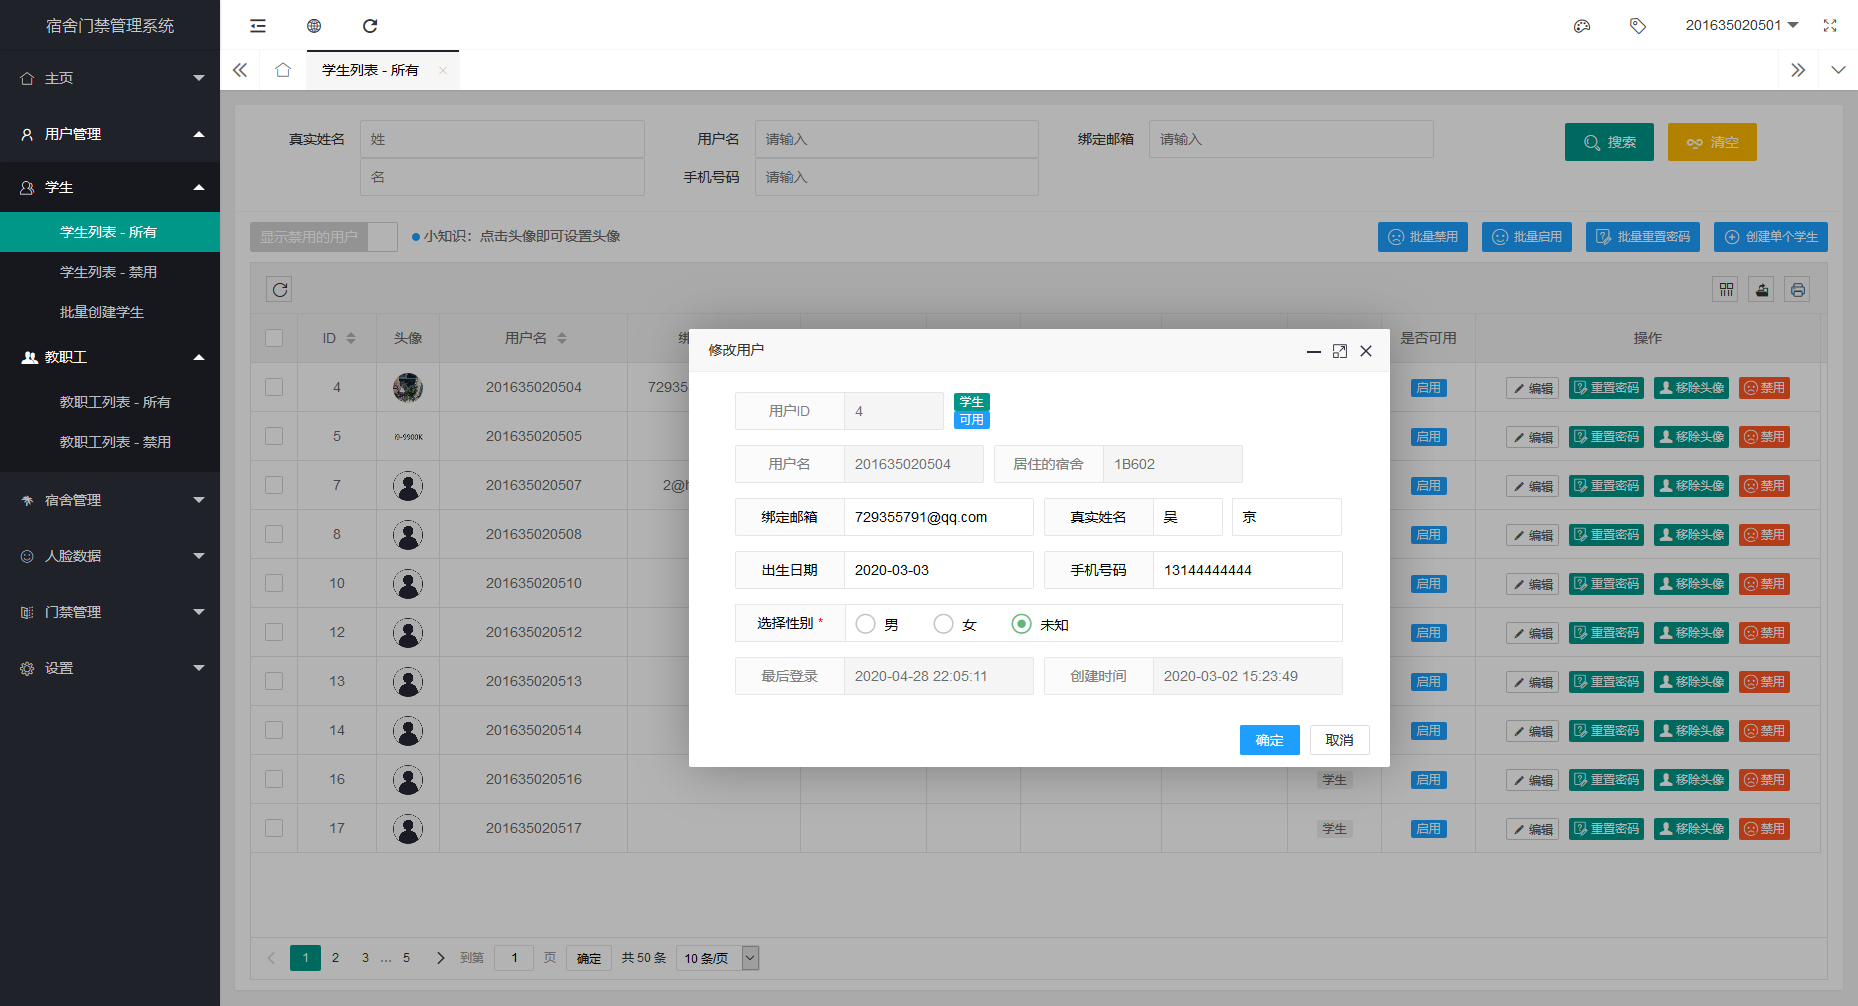 宿舍门禁管理系统
201635020501
主页
学生列表 - 所有
用户管理
真实姓名 姓 用户名 请输入 绑定邮箱 请输入 搜索 清空
名 手机号码 请输入
学生
学生列表 - 所有
显示禁用的用户 小知识：点击头像即可设置头像 批量禁用 批量启用 批量重置密码 创建单个学生
学生列表 - 禁用
批量创建学生
教职工
教职工列表 - 所有
教职工列表 - 禁用
宿舍管理
人脸数据
门禁管理
设置
ID 头像 用户名 是否可用 操作
4 201635020504 72935 启用 编辑 重置密码 移除头像 禁用
5 i9-9900K 201635020505 启用 编辑 重置密码 移除头像 禁用
7 201635020507 2@ 启用 编辑 重置密码 移除头像 禁用
8 201635020508 启用 编辑 重置密码 移除头像 禁用
10 201635020510 启用 编辑 重置密码 移除头像 禁用
12 201635020512 启用 编辑 重置密码 移除头像 禁用
13 201635020513 启用 编辑 重置密码 移除头像 禁用
14 201635020514 启用 编辑 重置密码 移除头像 禁用
16 201635020516 学生 启用 编辑 重置密码 移除头像 禁用
17 201635020517 学生 启用 编辑 重置密码 移除头像 禁用
修改用户
用户ID 4 学生
可用
用户名 201635020504 居住的宿舍 1B602
绑定邮箱 729355791@qq.com 真实姓名 吴 京
出生日期 2020-03-03 手机号码 13144444444
选择性别 * 男 女 未知
最后登录 2020-04-28 22:05:11 创建时间 2020-03-02 15:23:49
确定 取消
1 2 3 … 5 到第 1 页 确定 共 50 条 10 条/页